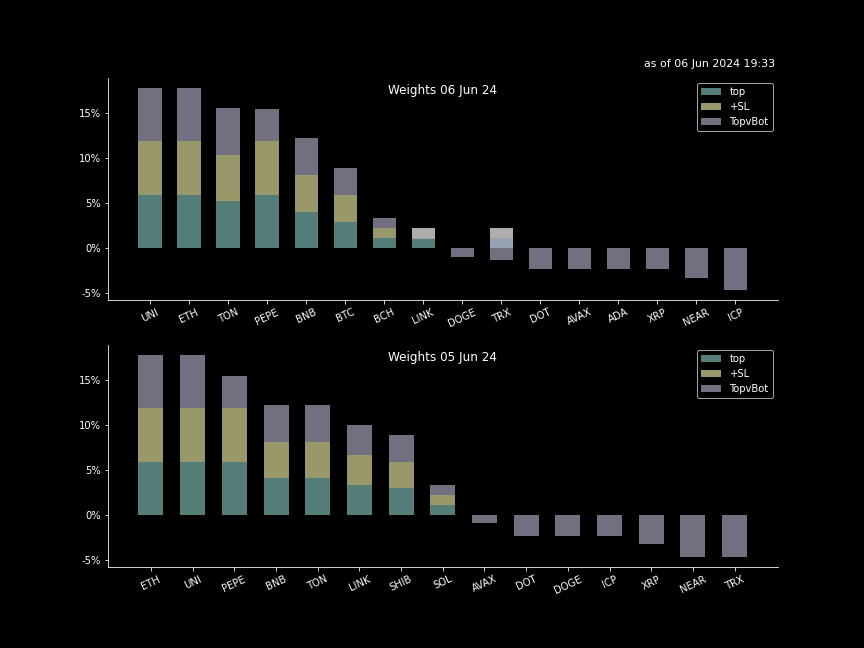 as of 06 Jun 2024 19:33
Weights 06 Jun 24
top
+SL
TopvBot
15%
10%
5%
0%
-5%
UNI ETH TON PEPE BNB BTC BCH LINK DOGE TRX DOT AVAX ADA XRP NEAR ICP
Weights 05 Jun 24
top
+SL
TopvBot
15%
10%
5%
0%
-5%
ETH UNI PEPE BNB TON LINK SHIB SOL AVAX DOT DOGE ICP XRP NEAR TRX